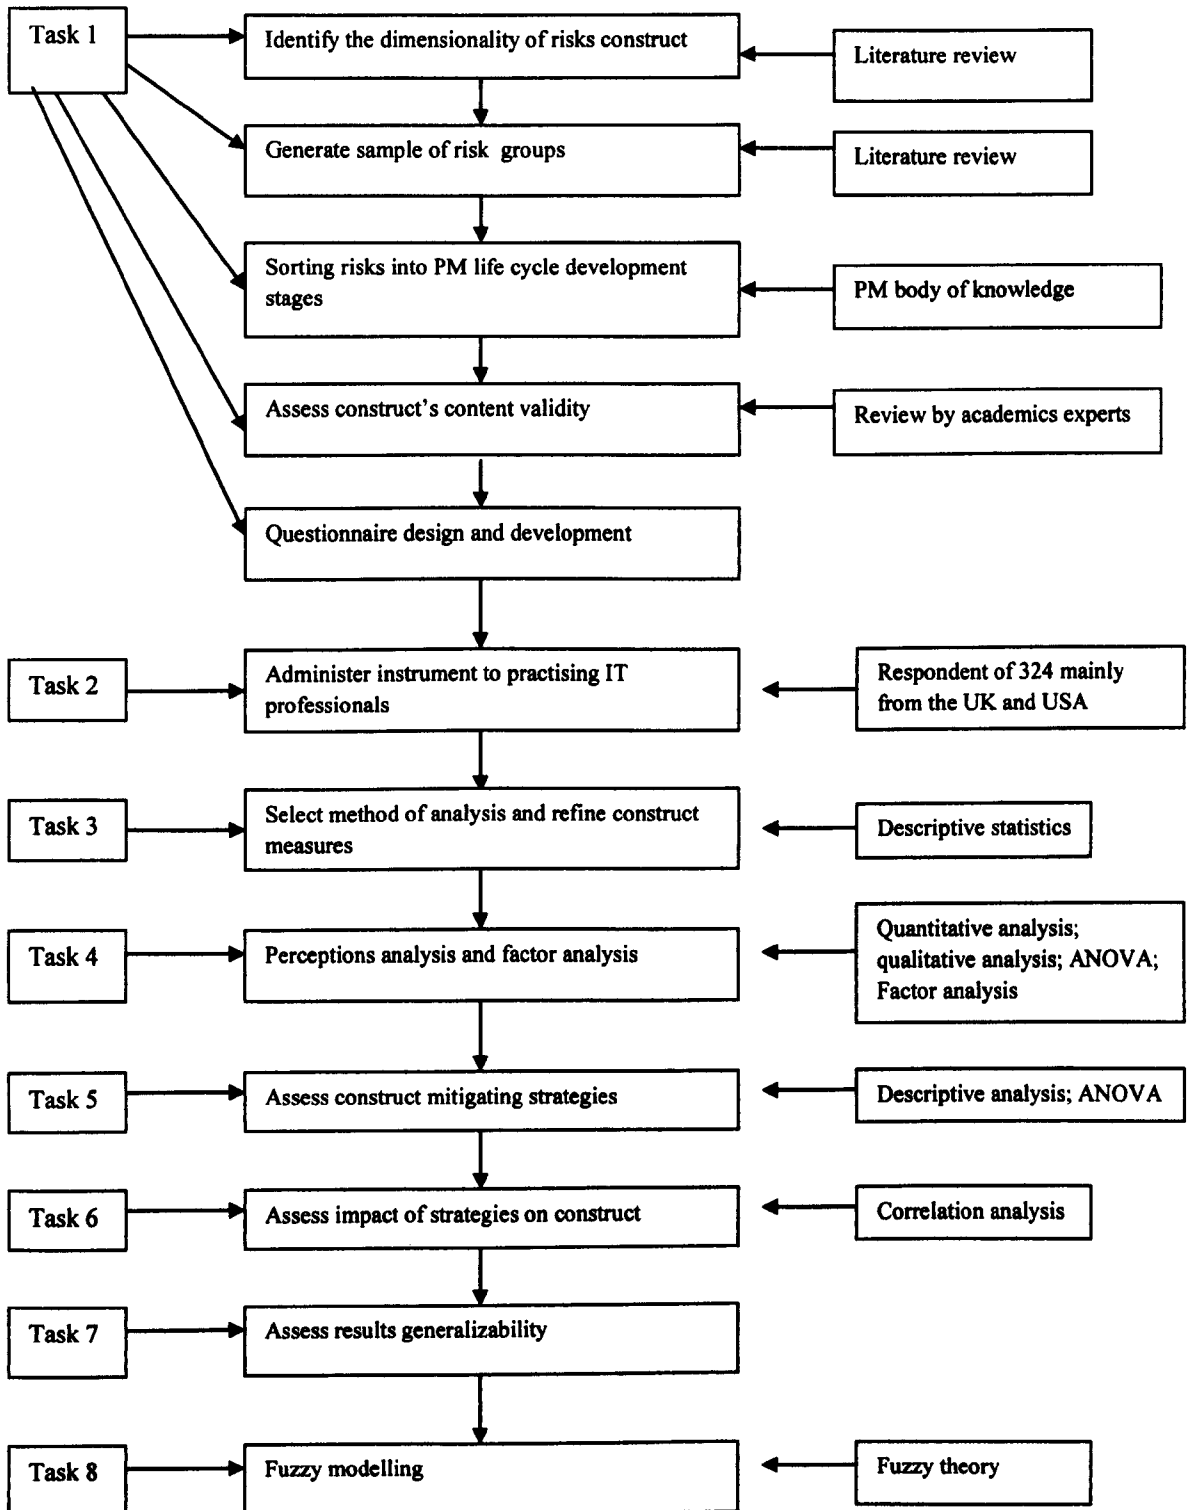 Task 1
Identify the dimensionality of risks construct
Literature review
Generate sample of risk groups
Literature review
Sorting risks into PM life cycle development
stages
PM body of knowledge
Assess construct's content validity
Review by academics experts
Questionnaire design and development
Task 2
Administer instrument to practising IT
professionals
Respondent of 324 mainly
from the UK and USA
Task 3
Select method of analysis and refine construct
measures
Descriptive statistics
Task 4
Perceptions analysis and factor analysis
Quantitative analysis;
qualitative analysis; ANOVA;
Factor analysis
Task 5
Assess construct mitigating strategies
Descriptive analysis; ANOVA
Task 6
Assess impact of strategies on construct
Correlation analysis
Task 7
Assess results generalizability
Task 8
Fuzzy modelling
Fuzzy theory